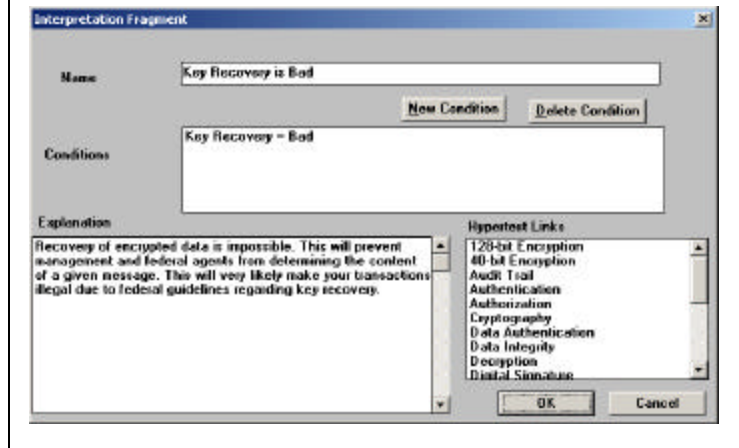 Interpretation Fragment
Name
Key Recovery is Bad
New Condition
Delete Condition
Conditions
Key Recovery = Bad
Explanation
Recovery of encrypted data is impossible. This will prevent
management and federal agents from determining the content
of a given message. This will very likely make your transactions
illegal due to federal guidelines regarding key recovery.
Hypertext Links
128-bit Encryption
40-bit Encryption
Audit Trail
Authentication
Authorization
Cryptography
Data Authentication
Data Integrity
Decryption
Digital Signature
OK
Cancel